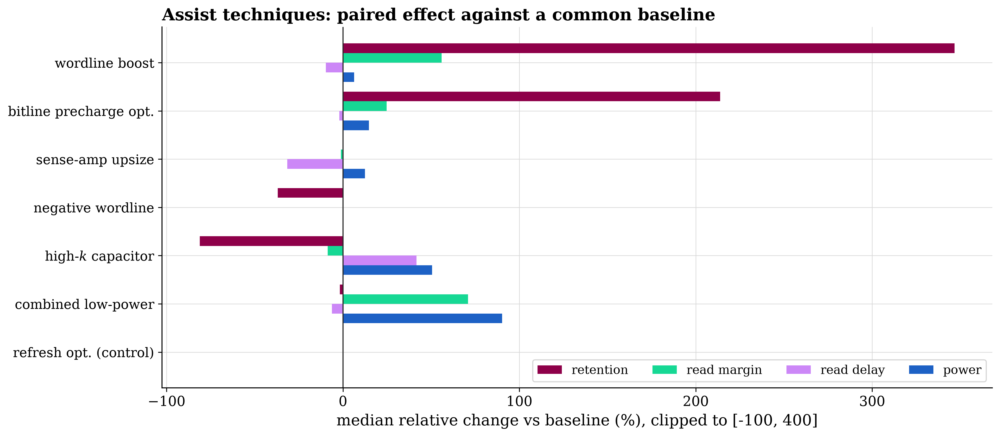 Assist techniques: paired effect against a common baseline
wordline boost
bitline precharge opt.
sense-amp upsize
negative wordline
high-k capacitor
combined low-power
refresh opt. (control)
retention
read margin
read delay
power
−100
0
100
200
300
median relative change vs baseline (%), clipped to [-100, 400]